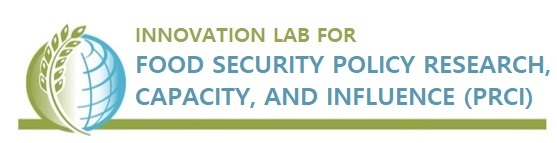 INNOVATION LAB FOR
FOOD SECURITY POLICY RESEARCH,
CAPACITY, AND INFLUENCE (PRCI)